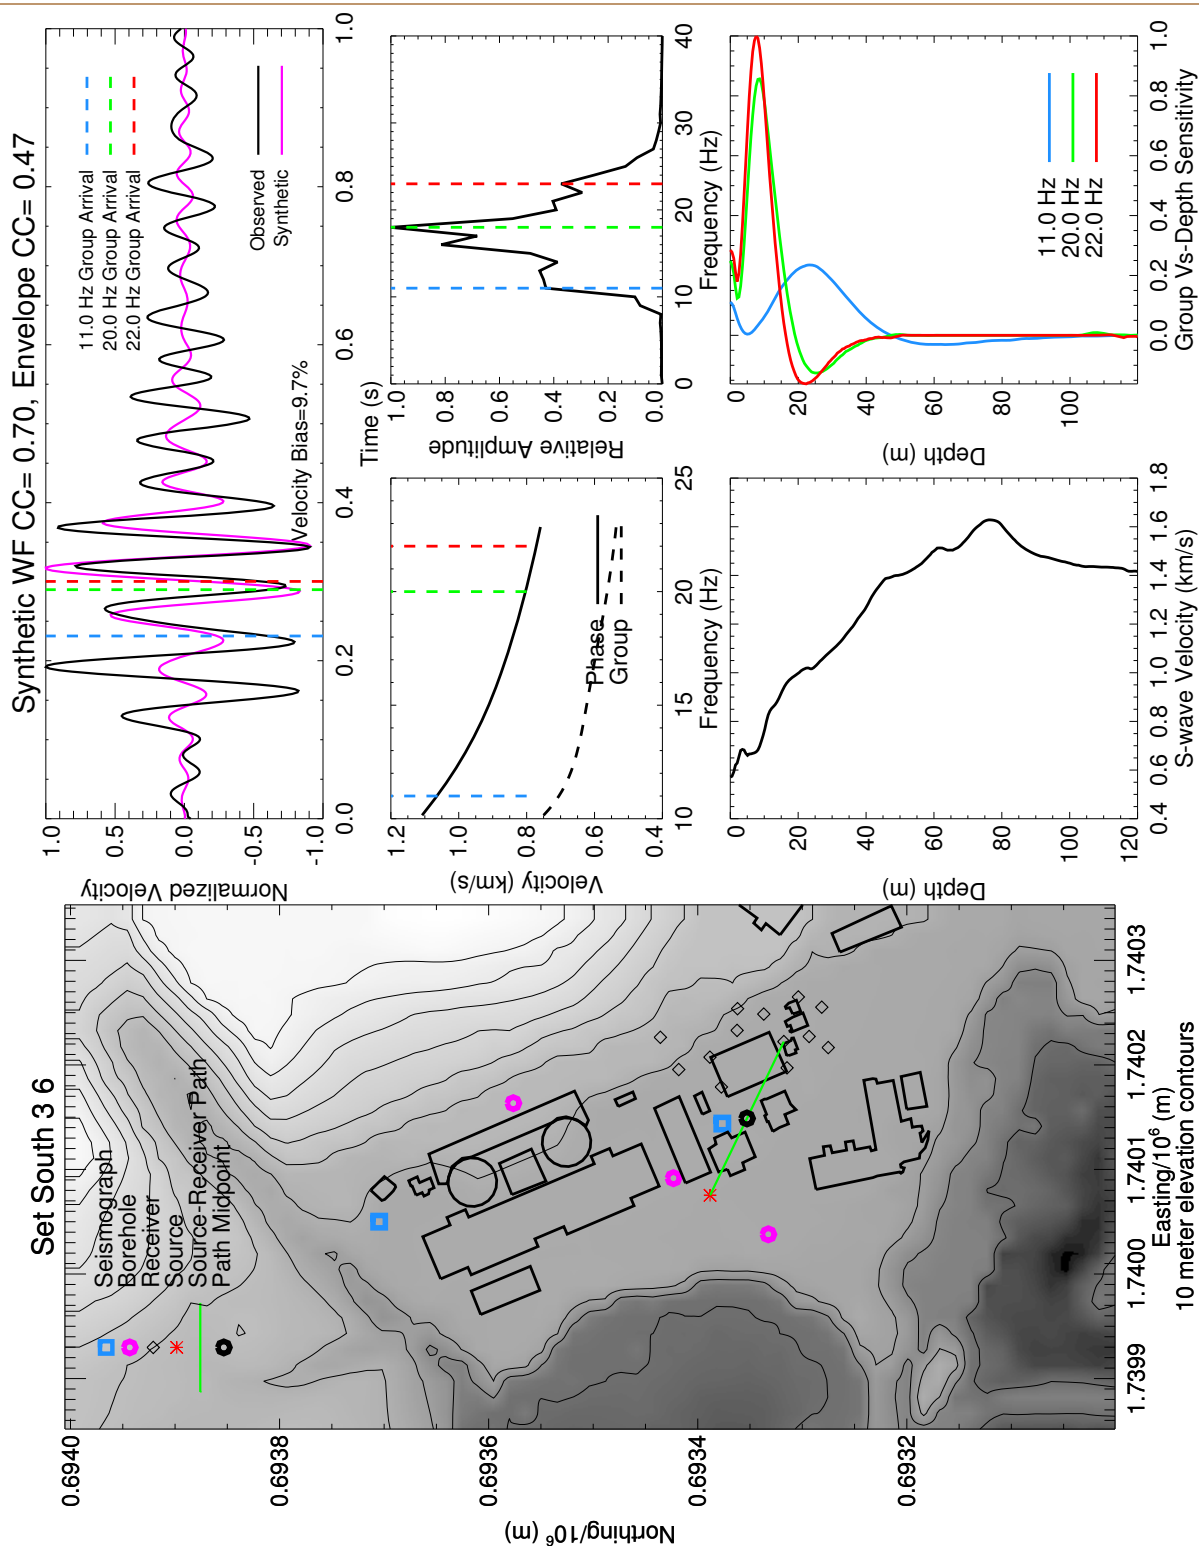 Set South 3 6
Seismograph
Borehole
Receiver
Source
Source-Receiver Path
Path Midpoint
0.6940
0.6938
0.6936
0.6934
0.6932
Northing/10⁶ (m)
1.7399
1.7400
1.7401
1.7402
1.7403
Easting/10⁶ (m)
10 meter elevation contours
Synthetic WF CC= 0.70, Envelope CC= 0.47
11.0 Hz Group Arrival
20.0 Hz Group Arrival
22.0 Hz Group Arrival
Observed
Synthetic
Velocity Bias=9.7%
1.0
0.5
0.0
-0.5
-1.0
Normalized Velocity
0.0
0.2
0.4
0.6
0.8
1.0
Time (s)
1.2
1.0
0.8
0.6
0.4
Velocity (km/s)
Phase
Group
10
15
20
25
Frequency (Hz)
1.0
0.8
0.6
0.4
0.2
0.0
Relative Amplitude
0
10
20
30
40
Frequency (Hz)
0
20
40
60
80
100
120
Depth (m)
0.4
0.6
0.8
1.0
1.2
1.4
1.6
1.8
S-wave Velocity (km/s)
0
20
40
60
80
100
Depth (m)
11.0 Hz
20.0 Hz
22.0 Hz
0.0
0.2
0.4
0.6
0.8
1.0
Group Vs-Depth Sensitivity